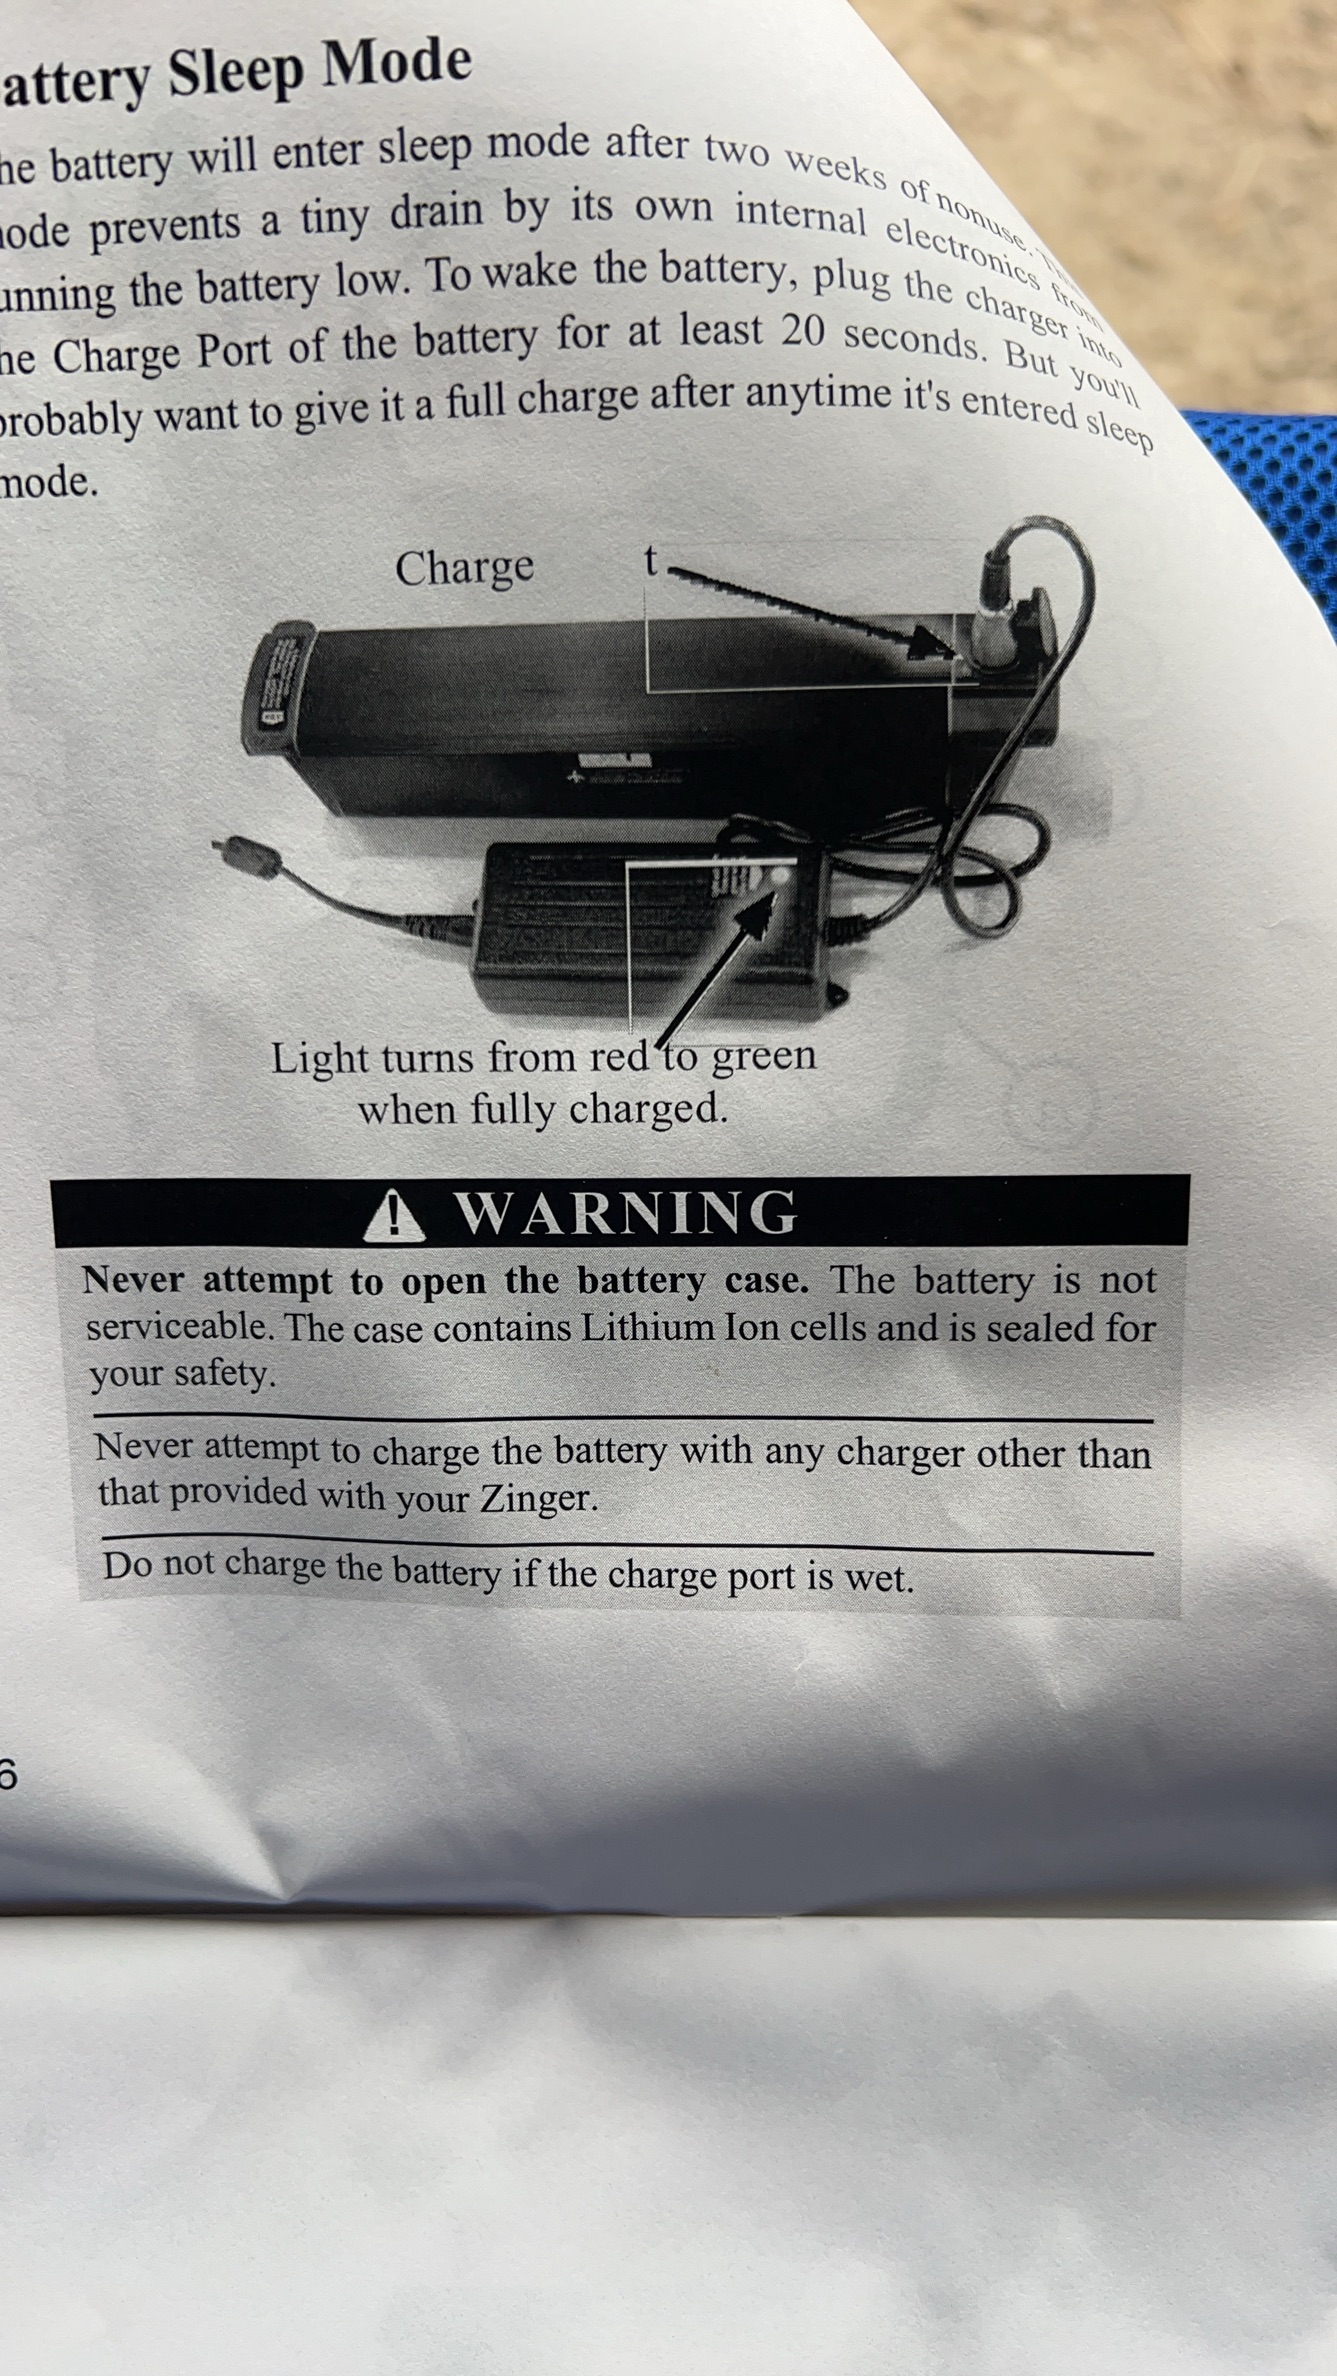 attery Sleep Mode
he battery will enter sleep mode after two weeks of nonuse.
ode prevents a tiny drain by its own internal electronics from
unning the battery low. To wake the battery, plug the charger into
he Charge Port of the battery for at least 20 seconds. But you'll
probably want to give it a full charge after anytime it's entered sleep
mode.
Charge t
Light turns from red to green
when fully charged.
WARNING
Never attempt to open the battery case. The battery is not
serviceable. The case contains Lithium Ion cells and is sealed for
your safety.
Never attempt to charge the battery with any charger other than
that provided with your Zinger.
Do not charge the battery if the charge port is wet.
6